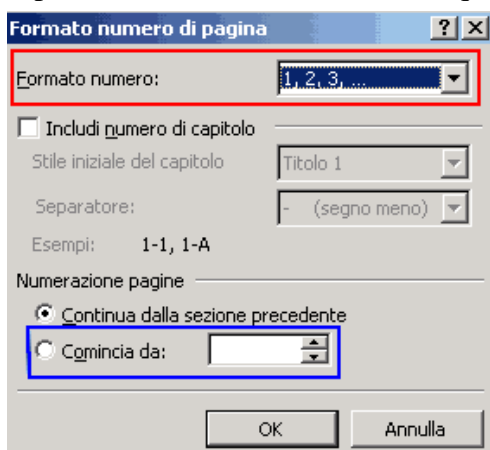 Formato numero di pagina
Formato numero: 1, 2, 3, ...
Includi numero di capitolo
Stile iniziale del capitolo Titolo 1
Separatore: - (segno meno)
Esempi: 1-1, 1-A
Numerazione pagine
Continua dalla sezione precedente
Comincia da:
OK Annulla